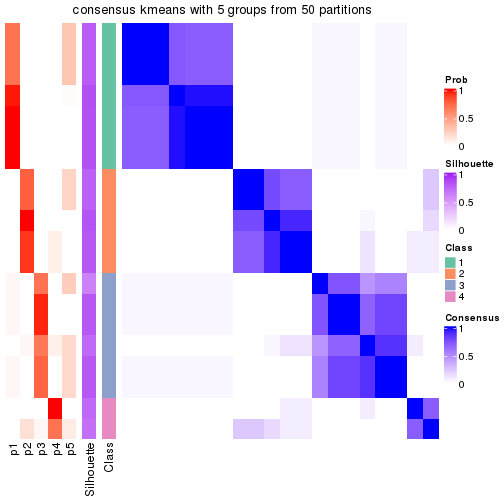 consensus kmeans with 5 groups from 50 partitions
Prob
1
0.5
0
Silhouette
1
0.5
0
Class
1
2
3
4
Consensus
1
0.5
0
p1
p2
p3
p4
p5
Silhouette
Class